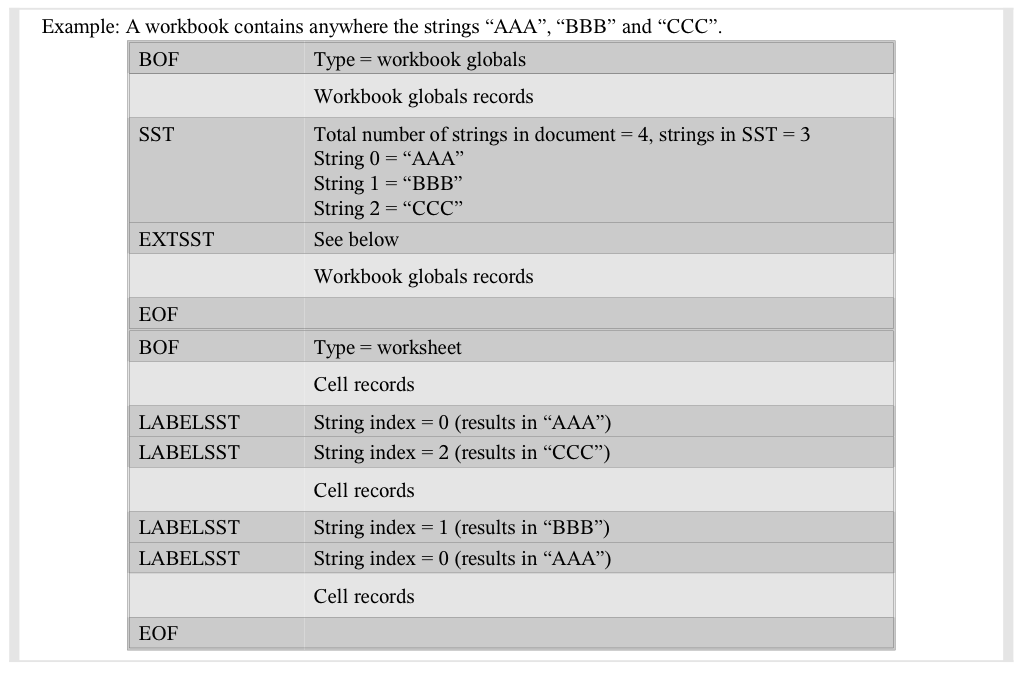 Example: A workbook contains anywhere the strings “AAA”, “BBB” and “CCC”.
BOF Type = workbook globals
Workbook globals records
SST Total number of strings in document = 4, strings in SST = 3
String 0 = “AAA”
String 1 = “BBB”
String 2 = “CCC”
EXTSST See below
Workbook globals records
EOF
BOF Type = worksheet
Cell records
LABELSST String index = 0 (results in “AAA”)
LABELSST String index = 2 (results in “CCC”)
Cell records
LABELSST String index = 1 (results in “BBB”)
LABELSST String index = 0 (results in “AAA”)
Cell records
EOF